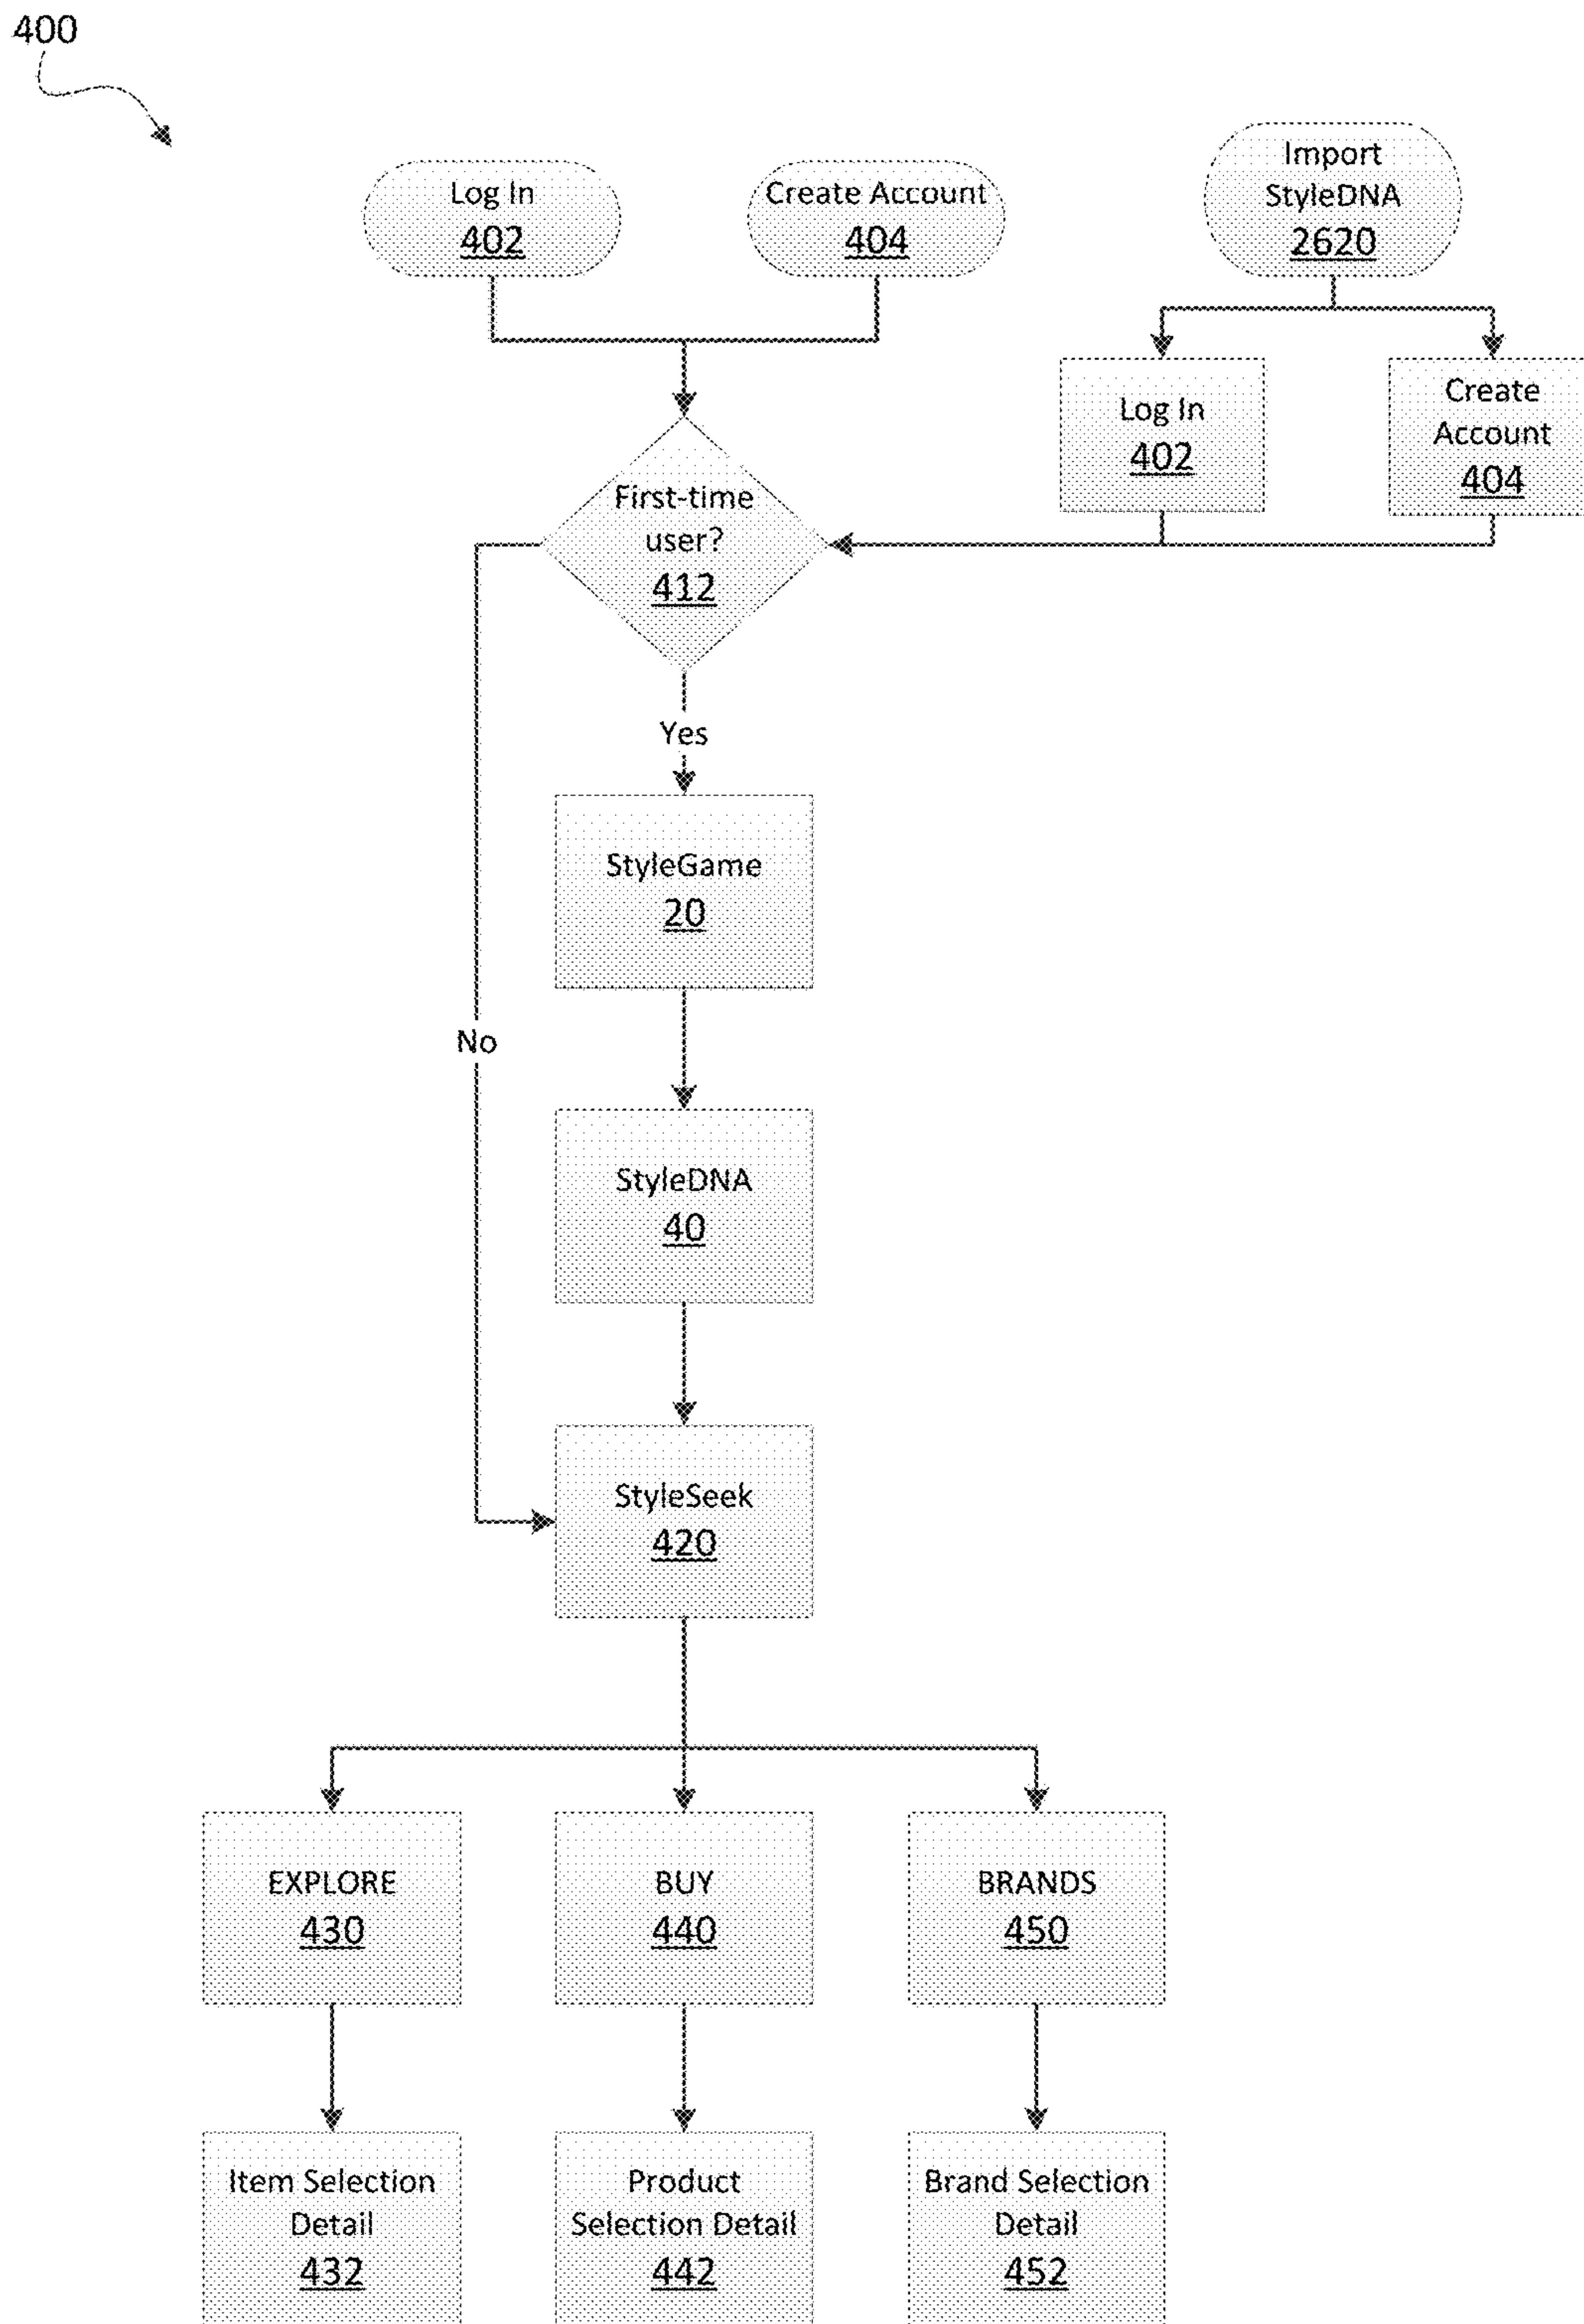 400
Log In
402
Create Account
404
Import
StyleDNA
2620
Log In
402
Create
Account
404
First-time
user?
412
Yes
StyleGame
20
No
StyleDNA
40
StyleSeek
420
EXPLORE
430
BUY
440
BRANDS
450
Item Selection
Detail
432
Product
Selection Detail
442
Brand Selection
Detail
452